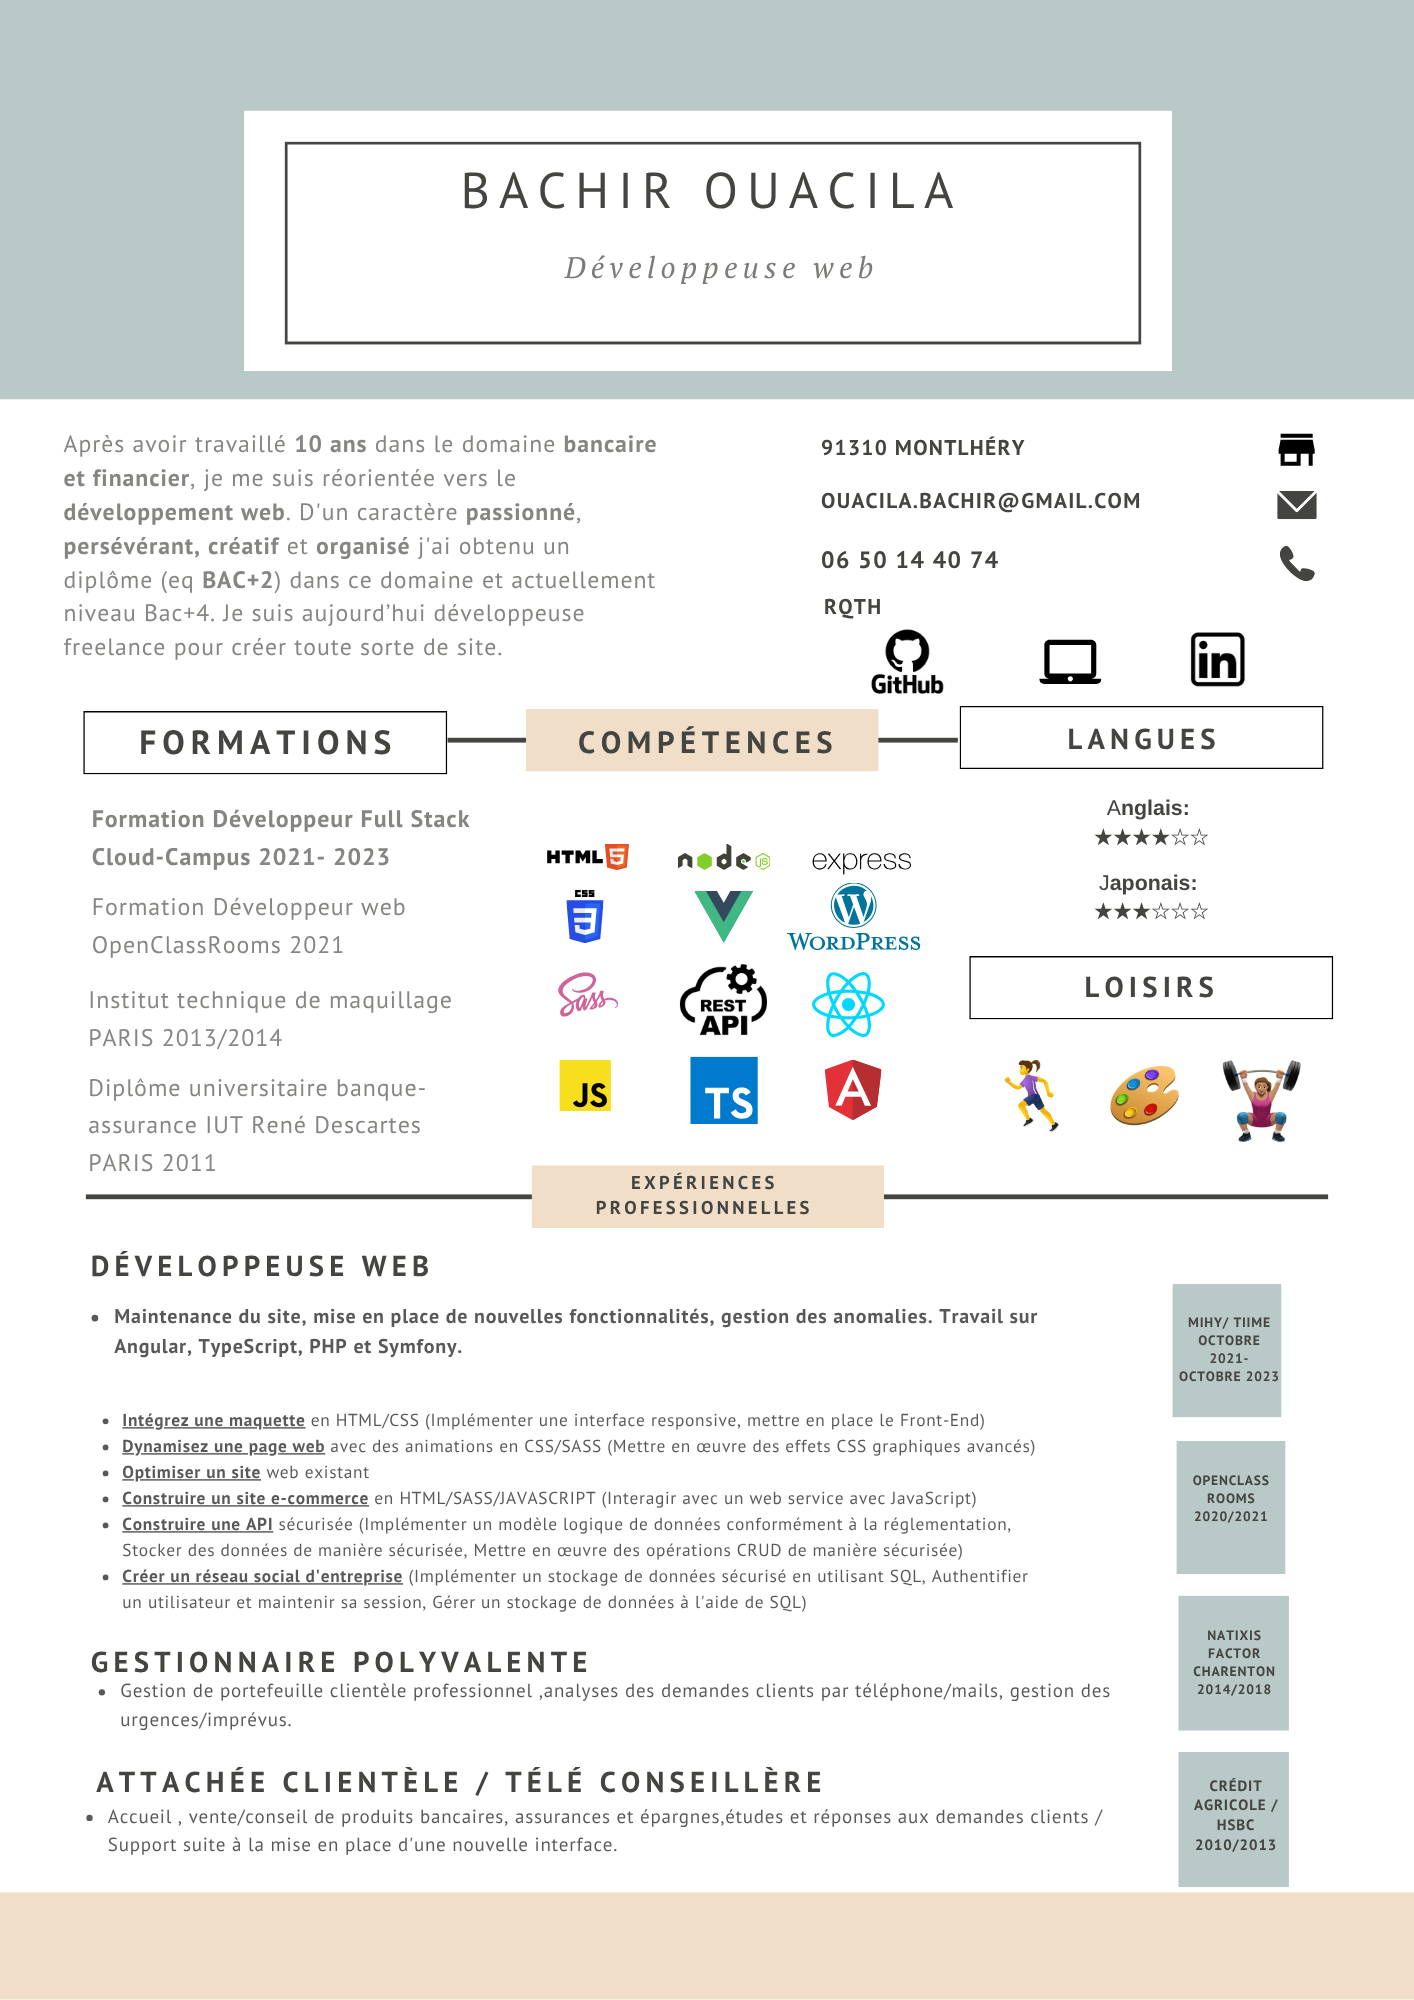 BACHIR OUACILA
Développeuse web
Après avoir travaillé 10 ans dans le domaine bancaire
et financier, je me suis réorientée vers le
développement web. D'un caractère passionné,
persévérant, créatif et organisé j'ai obtenu un
diplôme (eq BAC+2) dans ce domaine et actuellement
niveau Bac+4. Je suis aujourd’hui développeuse
freelance pour créer toute sorte de site.
91310 MONTLHÉRY
OUACILA.BACHIR@GMAIL.COM
06 50 14 40 74
RQTH
GitHub
in
FORMATIONS
Formation Développeur Full Stack
Cloud-Campus 2021- 2023
Formation Développeur web
OpenClassRooms 2021
Institut technique de maquillage
PARIS 2013/2014
Diplôme universitaire banque-
assurance IUT René Descartes
PARIS 2011
COMPÉTENCES
HTML 5
node JS
express
CSS
3
W
WORDPRESS
Sass
REST
API
JS
TS
A
LANGUES
Anglais:
★★★★☆☆
Japonais:
★★★☆☆☆
LOISIRS
EXPÉRIENCES
PROFESSIONNELLES
DÉVELOPPEUSE WEB
• Maintenance du site, mise en place de nouvelles fonctionnalités, gestion des anomalies. Travail sur
Angular, TypeScript, PHP et Symfony.
MIHY/ TIIME
OCTOBRE
2021-
OCTOBRE 2023
• Intégrez une maquette en HTML/CSS (Implémenter une interface responsive, mettre en place le Front-End)
• Dynamisez une page web avec des animations en CSS/SASS (Mettre en œuvre des effets CSS graphiques avancés)
• Optimiser un site web existant
• Construire un site e-commerce en HTML/SASS/JAVASCRIPT (Interagir avec un web service avec JavaScript)
• Construire une API sécurisée (Implémenter un modèle logique de données conformément à la réglementation,
Stocker des données de manière sécurisée, Mettre en œuvre des opérations CRUD de manière sécurisée)
• Créer un réseau social d'entreprise (Implémenter un stockage de données sécurisé en utilisant SQL, Authentifier
un utilisateur et maintenir sa session, Gérer un stockage de données à l'aide de SQL)
OPENCLASS
ROOMS
2020/2021
GESTIONNAIRE POLYVALENTE
• Gestion de portefeuille clientèle professionnel ,analyses des demandes clients par téléphone/mails, gestion des
urgences/imprévus.
NATIXIS
FACTOR
CHARENTON
2014/2018
ATTACHÉE CLIENTÈLE / TÉLÉ CONSEILLÈRE
• Accueil , vente/conseil de produits bancaires, assurances et épargnes,études et réponses aux demandes clients /
Support suite à la mise en place d'une nouvelle interface.
CRÉDIT
AGRICOLE /
HSBC
2010/2013